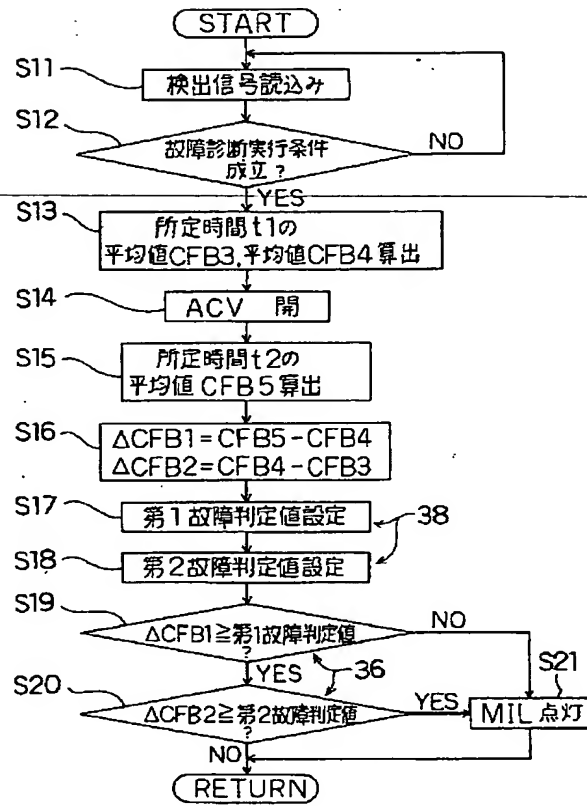 START
S11
検出信号読込み
S12
故障診断実行条件
成立?
NO
YES
S13
所定時間t1の
平均値CFB3,平均値CFB4算出
S14
ACV 開
S15
所定時間t2の
平均値CFB5算出
S16
ΔCFB1=CFB5-CFB4
ΔCFB2=CFB4-CFB3
S17
第1故障判定値設定
38
S18
第2故障判定値設定
S19
ΔCFB1≧第1故障判定値
?
NO
YES
36
S21
S20
ΔCFB2≧第2故障判定値
?
YES
MIL点灯
NO
RETURN